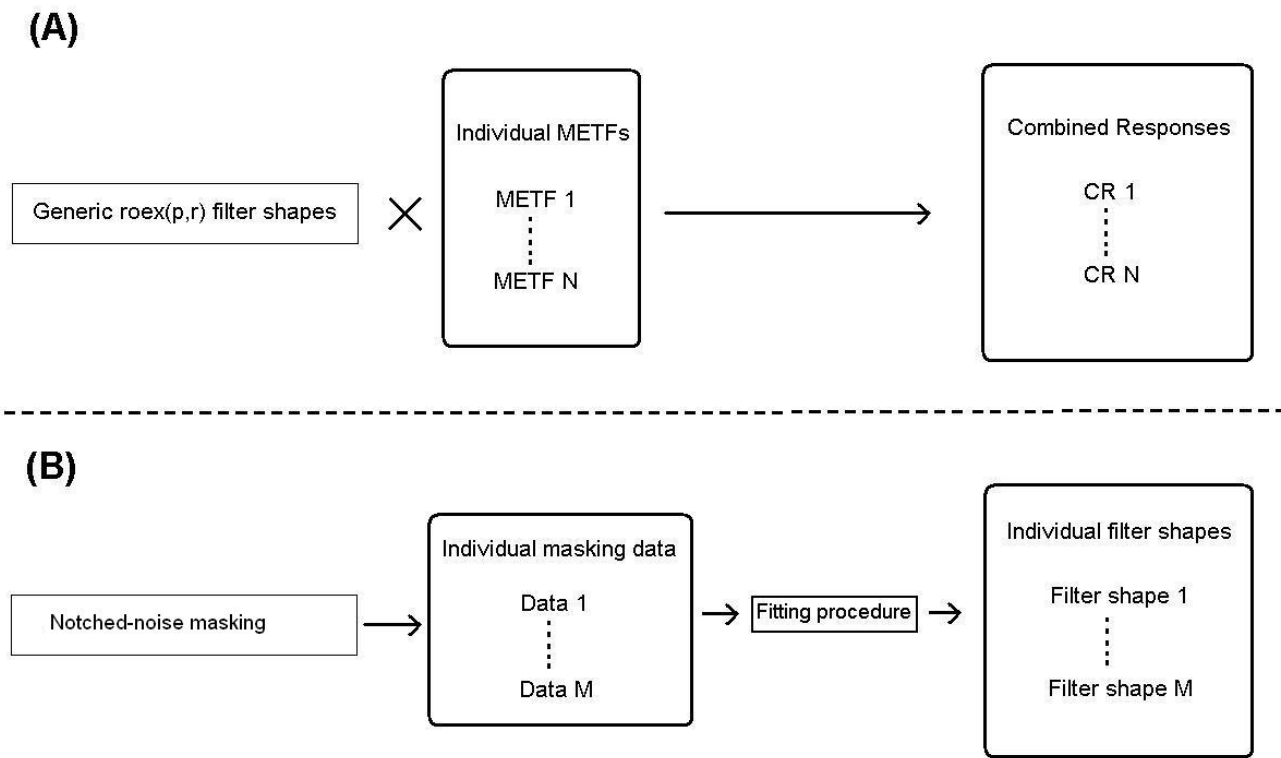 (A)
Generic roex(p,r) filter shapes
Individual METFs
METF 1
METF N
Combined Responses
CR 1
CR N
(B)
Notched-noise masking
Individual masking data
Data 1
Data M
Fitting procedure
Individual filter shapes
Filter shape 1
Filter shape M